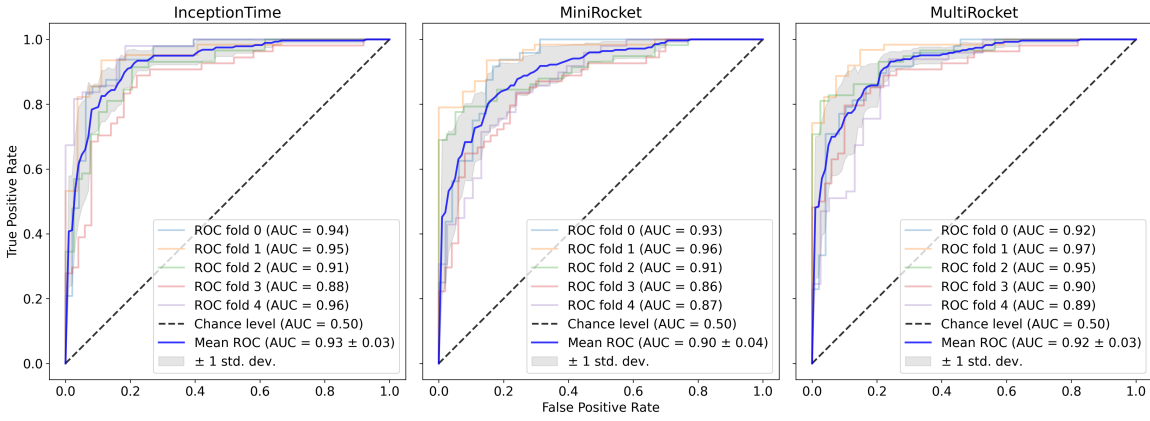 InceptionTime
MiniRocket
MultiRocket
True Positive Rate
1.0
0.8
0.6
0.4
0.2
0.0
ROC fold 0 (AUC = 0.94)
ROC fold 1 (AUC = 0.95)
ROC fold 2 (AUC = 0.91)
ROC fold 3 (AUC = 0.88)
ROC fold 4 (AUC = 0.96)
Chance level (AUC = 0.50)
Mean ROC (AUC = 0.93 ± 0.03)
± 1 std. dev.
0.0 0.2 0.4 0.6 0.8 1.0
ROC fold 0 (AUC = 0.93)
ROC fold 1 (AUC = 0.96)
ROC fold 2 (AUC = 0.91)
ROC fold 3 (AUC = 0.86)
ROC fold 4 (AUC = 0.87)
Chance level (AUC = 0.50)
Mean ROC (AUC = 0.90 ± 0.04)
± 1 std. dev.
0.0 0.2 0.4 0.6 0.8 1.0
ROC fold 0 (AUC = 0.92)
ROC fold 1 (AUC = 0.97)
ROC fold 2 (AUC = 0.95)
ROC fold 3 (AUC = 0.90)
ROC fold 4 (AUC = 0.89)
Chance level (AUC = 0.50)
Mean ROC (AUC = 0.92 ± 0.03)
± 1 std. dev.
0.0 0.2 0.4 0.6 0.8 1.0
False Positive Rate